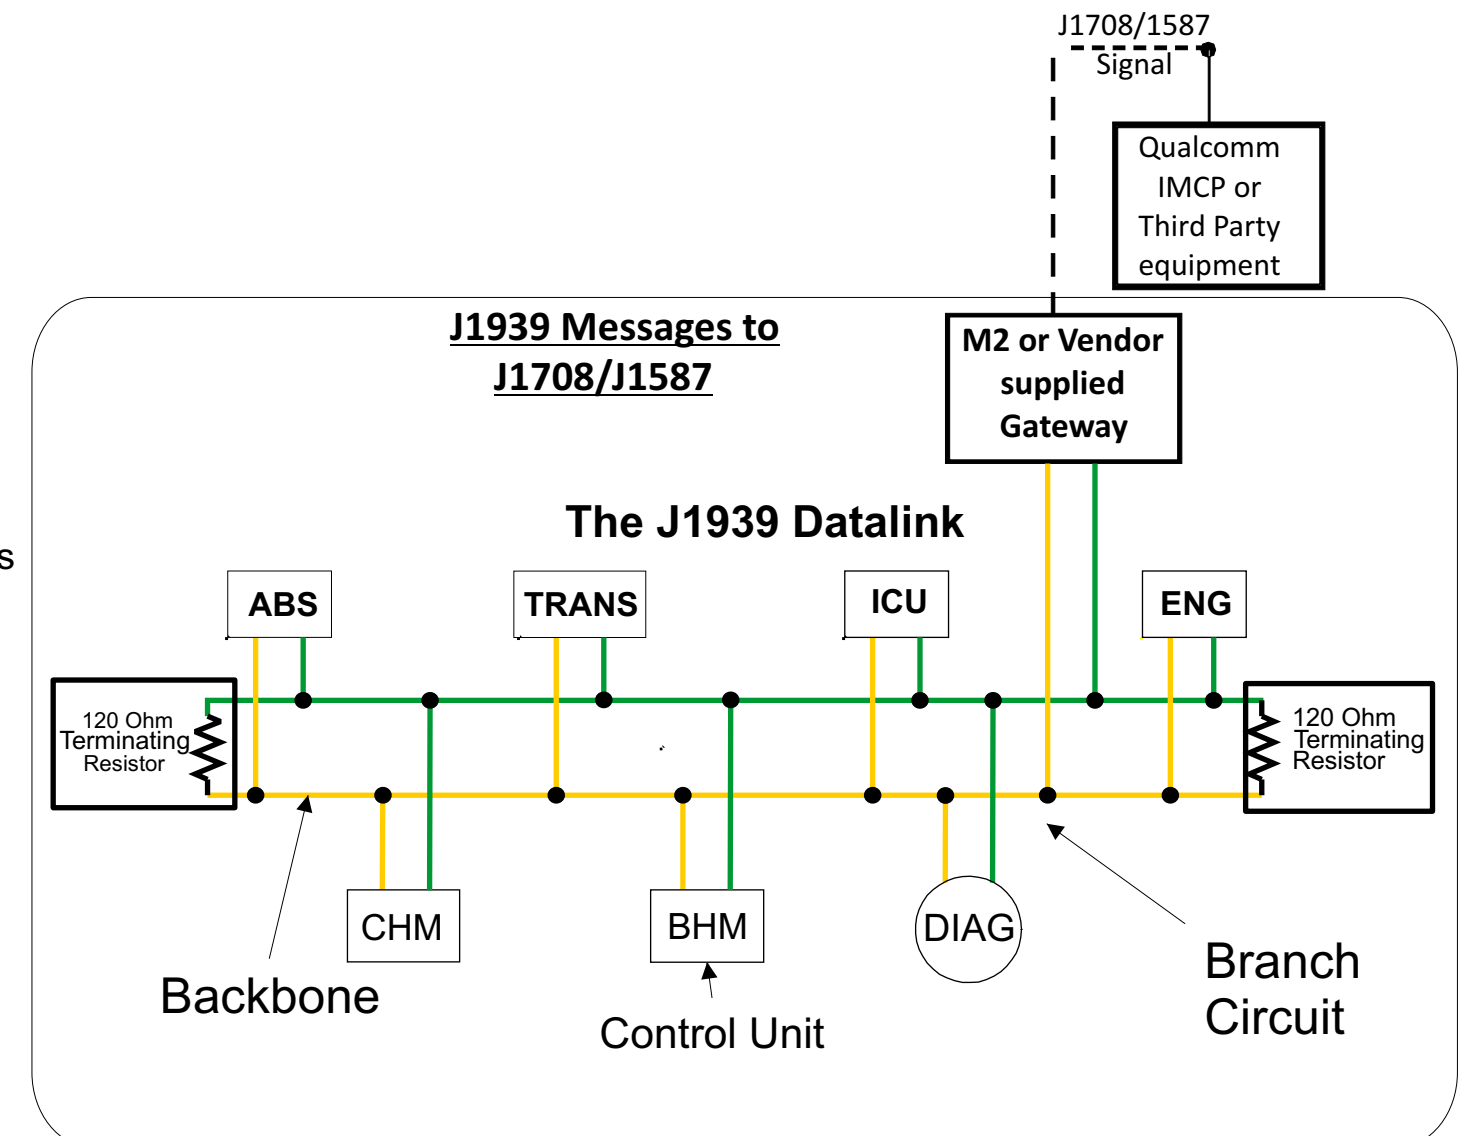 J1708/1587
Signal
Qualcomm
IMCP or
Third Party
equipment
J1939 Messages to
J1708/J1587
M2 or Vendor
supplied
Gateway
The J1939 Datalink
s
ABS
TRANS
ICU
ENG
120 Ohm
Terminating
Resistor
120 Ohm
Terminating
Resistor
CHM
BHM
DIAG
Backbone
Control Unit
Branch
Circuit